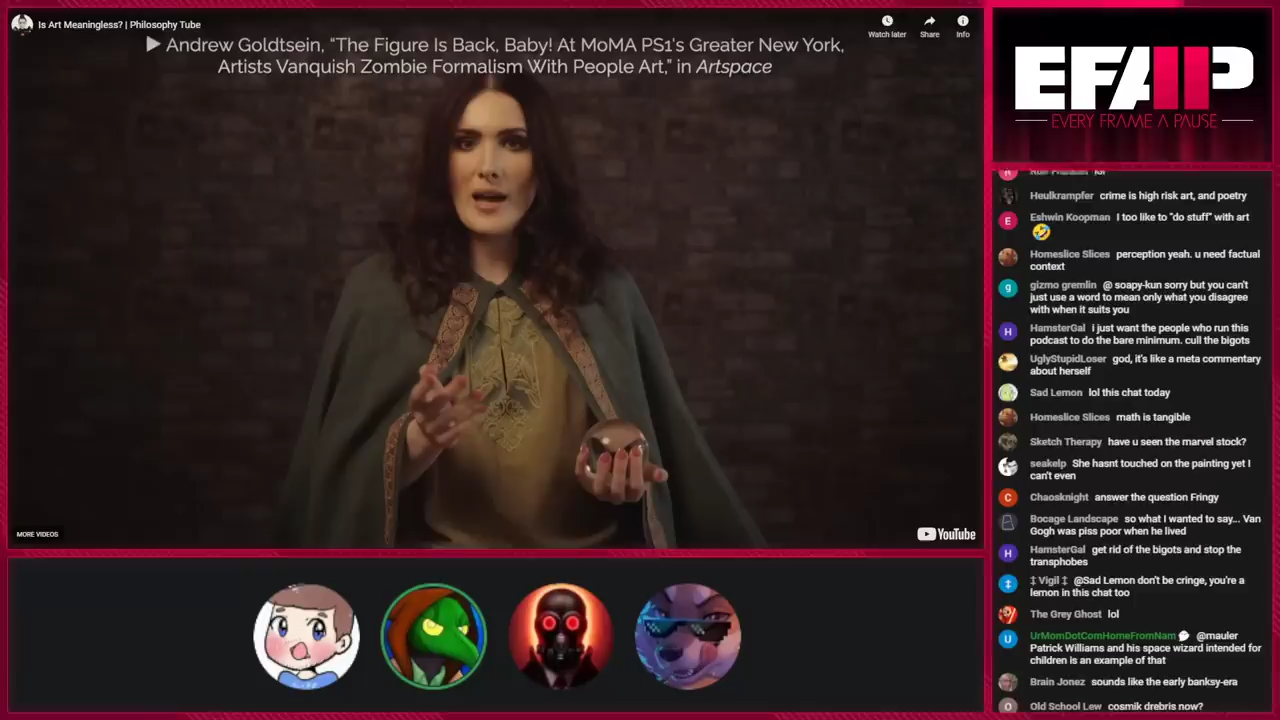 Is Art Meaningless? | Philosophy Tube
Watch later
Share
Info
Andrew Goldtsein, “The Figure Is Back, Baby! At MoMA PS1's Greater New York,
Artists Vanquish Zombie Formalism With People Art,” in Artspace
MORE VIDEOS
YouTube
EFAP
EVERY FRAME A PAUSE
lol
Heulkrampfer crime is high risk art, and poetry
Eshwin Koopman I too like to "do stuff" with art
🤣
Homeslice Slices perception yeah. u need factual
context
gizmo gremlin @ soapy-kun sorry but you can't
just use a word to mean only what you disagree
with when it suits you
HamsterGal i just want the people who run this
podcast to do the bare minimum. cull the bigots
UglyStupidLoser god, it's like a meta commentary
about herself
Sad Lemon lol this chat today
Homeslice Slices math is tangible
Sketch Therapy have u seen the marvel stock?
seakelp She hasnt touched on the painting yet I
can't even
Chaosknight answer the question Fringy
Bocage Landscape so what I wanted to say... Van
Gogh was piss poor when he lived
HamsterGal get rid of the bigots and stop the
transphobes
‡ Vigil ‡ @Sad Lemon don't be cringe, you're a
lemon in this chat too
The Grey Ghost lol
UrMomDotComHomeFromNam @mauler
Patrick Williams and his space wizard intended for
children is an example of that
Brain Jonez sounds like the early banksy-era
Old School Lew cosmik drebris now?